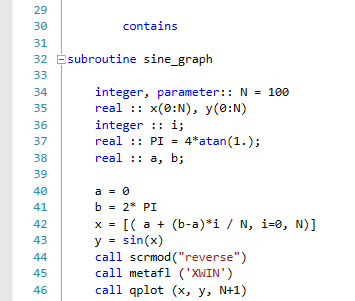 29
30 contains
31
32 subroutine sine_graph
33
34 integer, parameter:: N = 100
35 real :: x(0:N), y(0:N)
36 integer :: i;
37 real :: PI = 4*atan(1.);
38 real :: a, b;
39
40 a = 0
41 b = 2* PI
42 x = [( a + (b-a)*i / N, i=0, N)]
43 y = sin(x)
44 call scrmod("reverse")
45 call metafl ('XWIN')
46 call qplot (x, y, N+1)